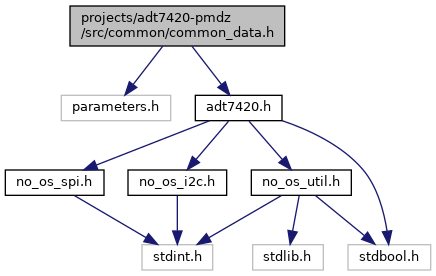 projects/adt7420-pmdz
/src/common/common_data.h
parameters.h
adt7420.h
no_os_spi.h
no_os_i2c.h
no_os_util.h
stdint.h
stdlib.h
stdbool.h